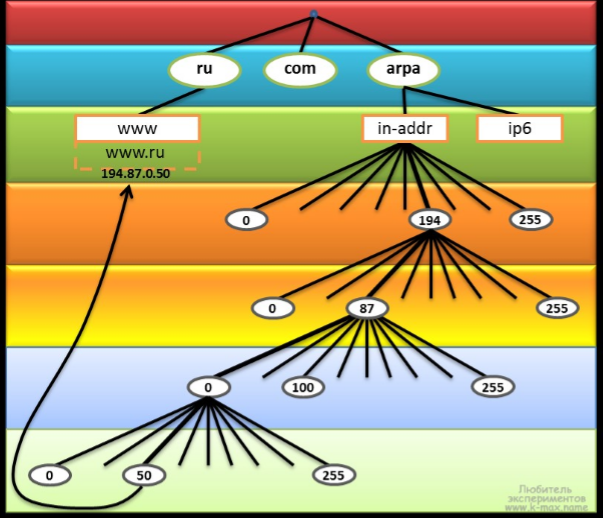 ru com arpa
www in-addr ip6
www.ru
194.87.0.50
0 194 255
0 87 255
0 100 255
0 50 255
Любитель
экспериментов
www.k-max.name